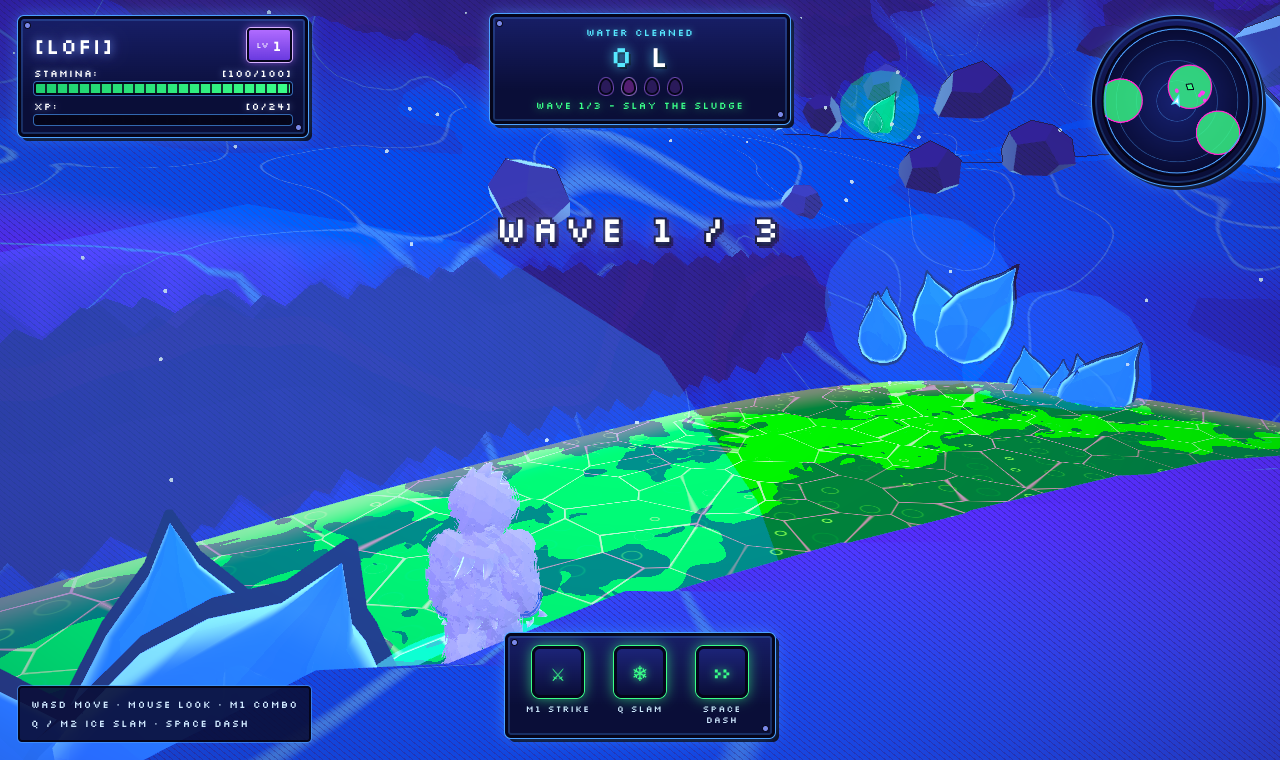 [LOFI]
LV 1
STAMINA: [100/100]
XP: [0/24]
WATER CLEANED
0 L
WAVE 1/3 - SLAY THE SLUDGE
WAVE 1 / 3
WASD MOVE · MOUSE LOOK · M1 COMBO
Q / M2 ICE SLAM · SPACE DASH
M1 STRIKE
Q SLAM
SPACE
DASH